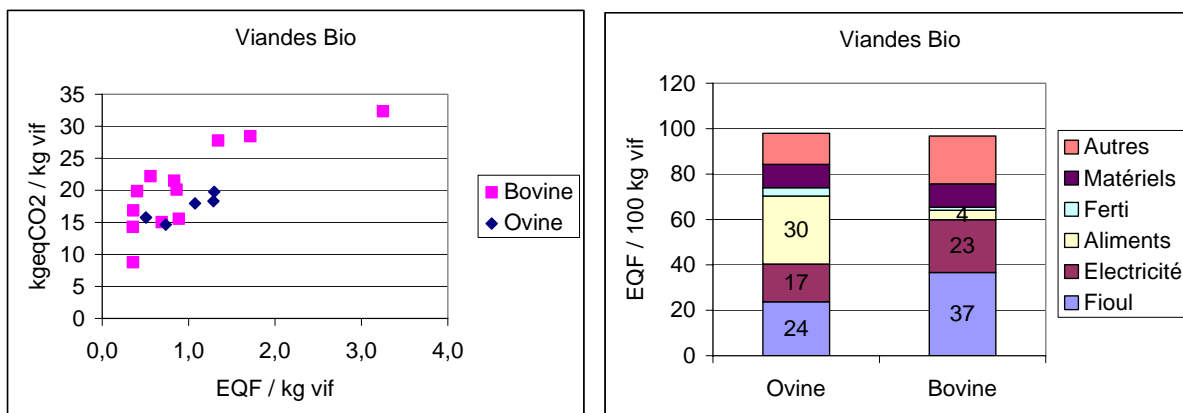 Viandes Bio
kgeqCO2 / kg vif
35
30
25
20
15
10
5
0
0,0 1,0 2,0 3,0 4,0
EQF / kg vif
Bovine
Ovine
Viandes Bio
EQF / 100 kg vif
120
100
80
60
40
20
0
30
17
24
4
23
37
Ovine Bovine
Autres
Matériels
Ferti
Aliments
Electricité
Fioul